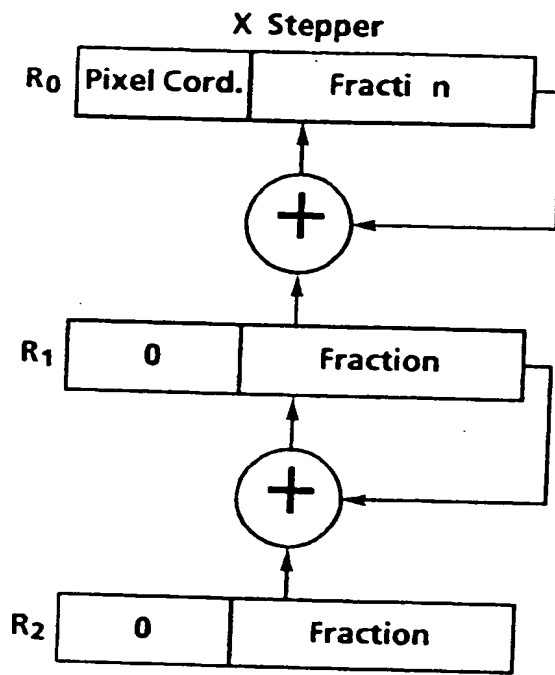 X Stepper
R0 Pixel Cord. Fracti n
+
R1 0 Fraction
+
R2 0 Fraction